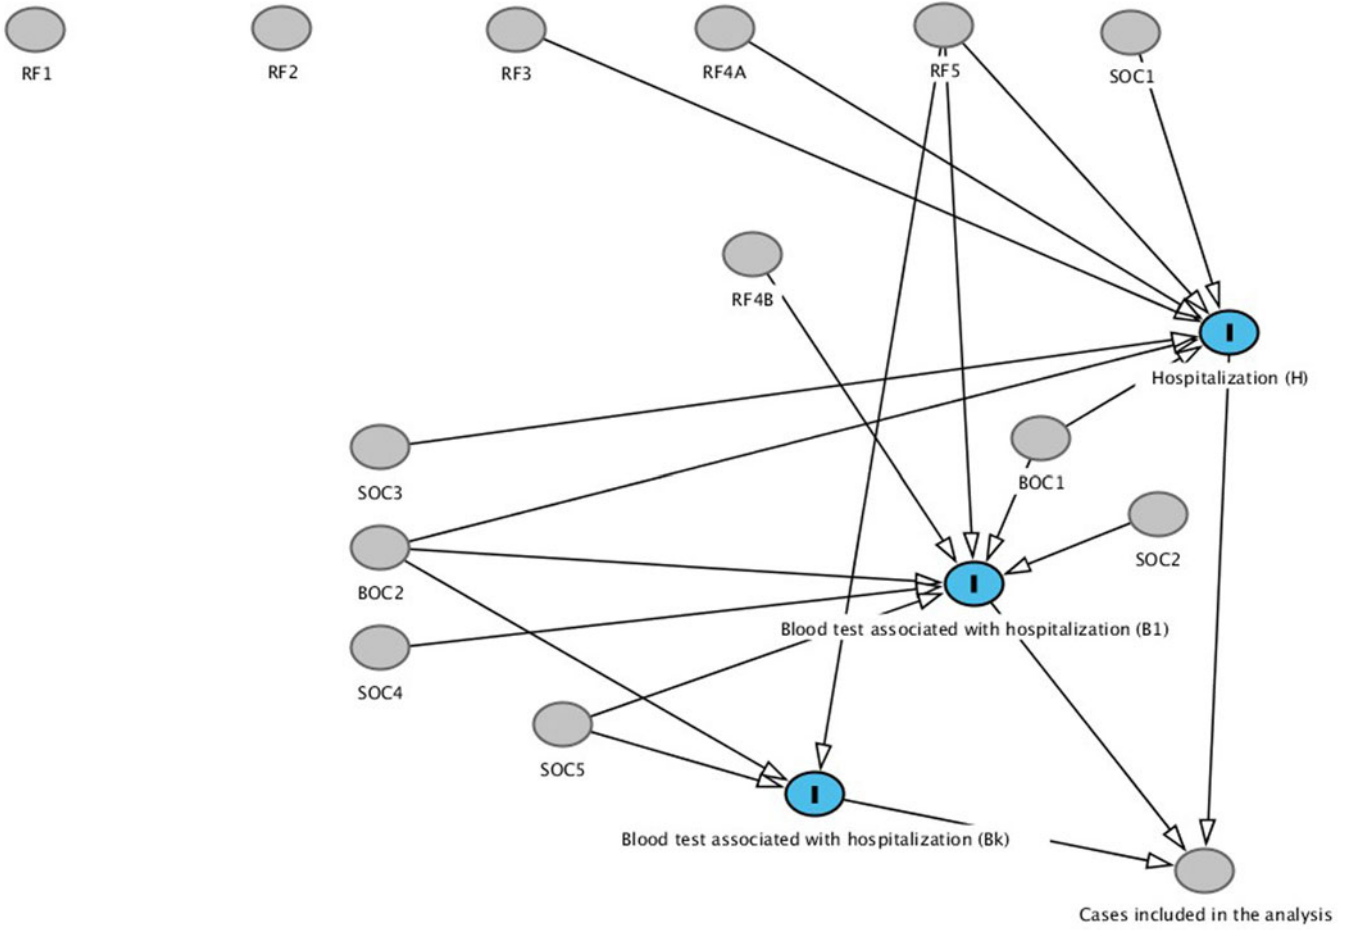 RF1
RF2
RF3
RF4A
RF5
SOC1
RF4B
Hospitalization (H)
SOC3
BOC1
SOC2
BOC2
Blood test associated with hospitalization (B1)
SOC4
SOC5
Blood test associated with hospitalization (Bk)
Cases included in the analysis